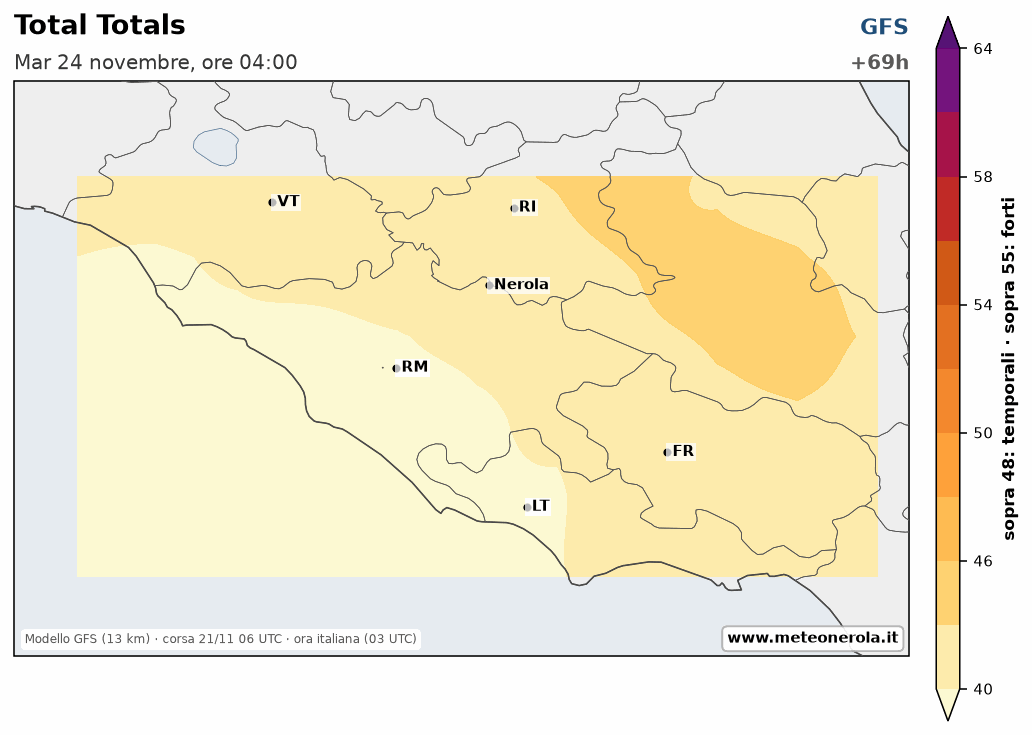 Total Totals
GFS
Mar 24 novembre, ore 04:00
+69h
VT
RI
Nerola
RM
FR
LT
Modello GFS (13 km) · corsa 21/11 06 UTC · ora italiana (03 UTC)
www.meteonerola.it
64
58
54
50
46
40
sopra 48: temporali · sopra 55: forti